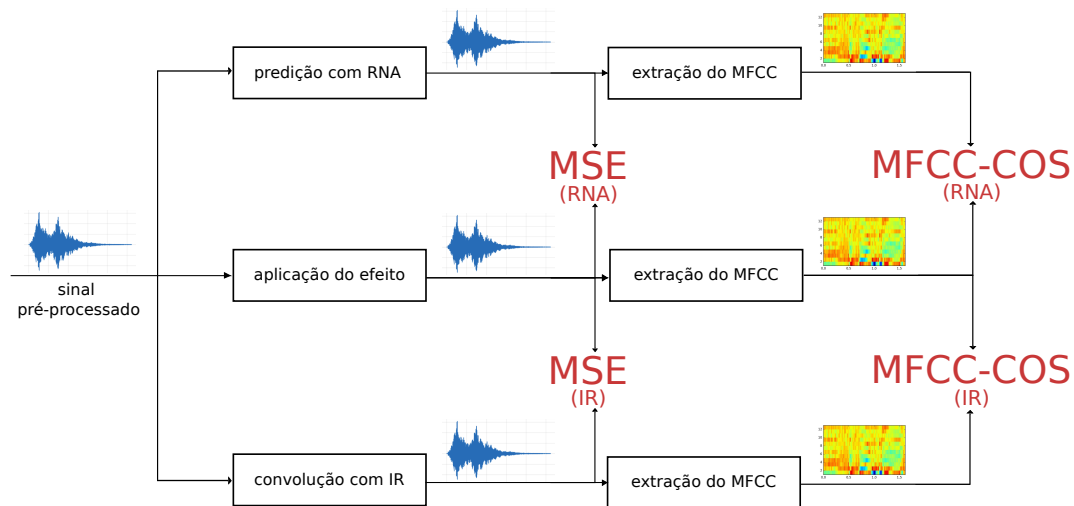 predição com RNA
extração do MFCC
MSE
(RNA)
MFCC-COS
(RNA)
sinal
pré-processado
aplicação do efeito
extração do MFCC
MSE
(IR)
MFCC-COS
(IR)
convolução com IR
extração do MFCC